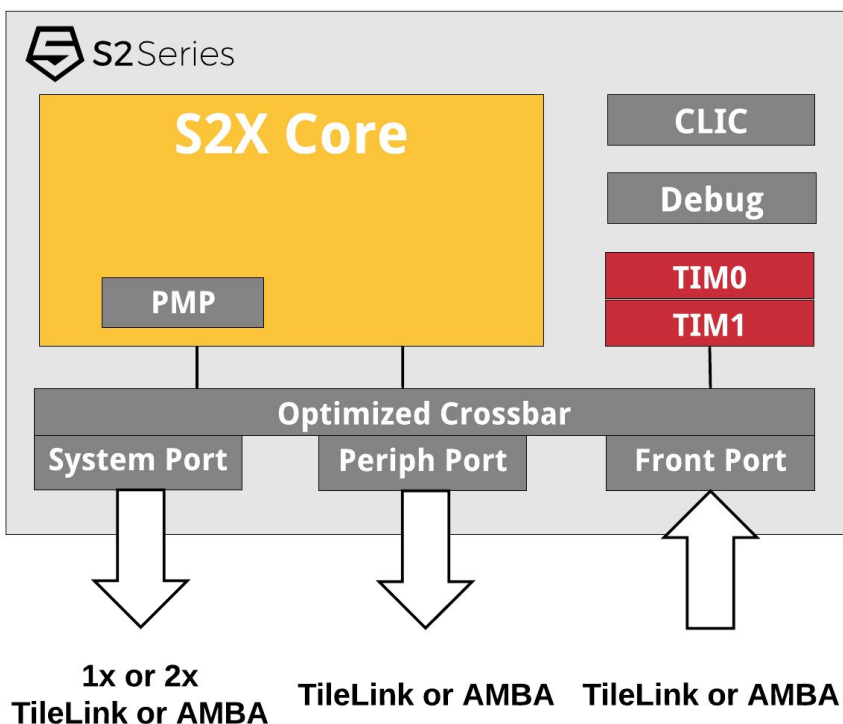 S2Series
S2X Core
CLIC
Debug
TIM0
PMP
TIM1
Optimized Crossbar
System Port
Periph Port
Front Port
1x or 2x
TileLink or AMBA
TileLink or AMBA
TileLink or AMBA